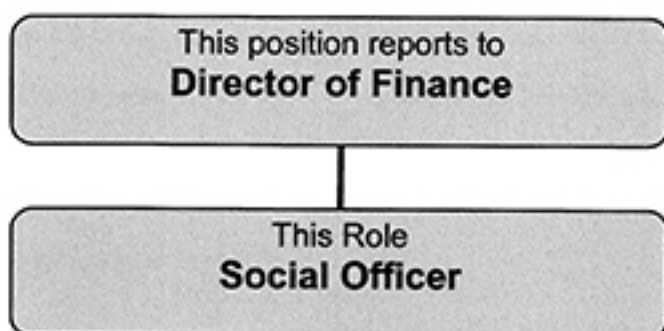 This position reports to
Director of Finance
This Role
Social Officer